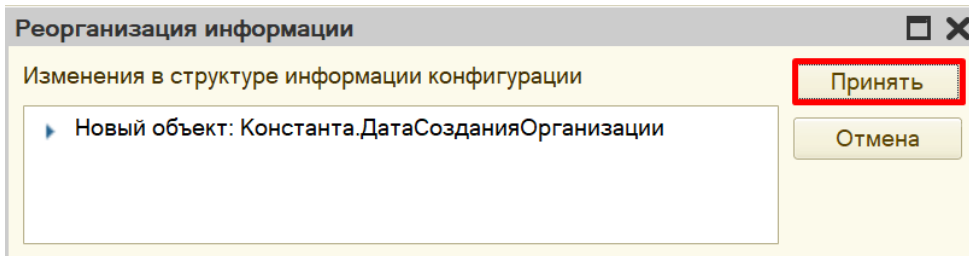 Реорганизация информации
Изменения в структуре информации конфигурации
Принять
Новый объект: Константа.ДатаСозданияОрганизации
Отмена